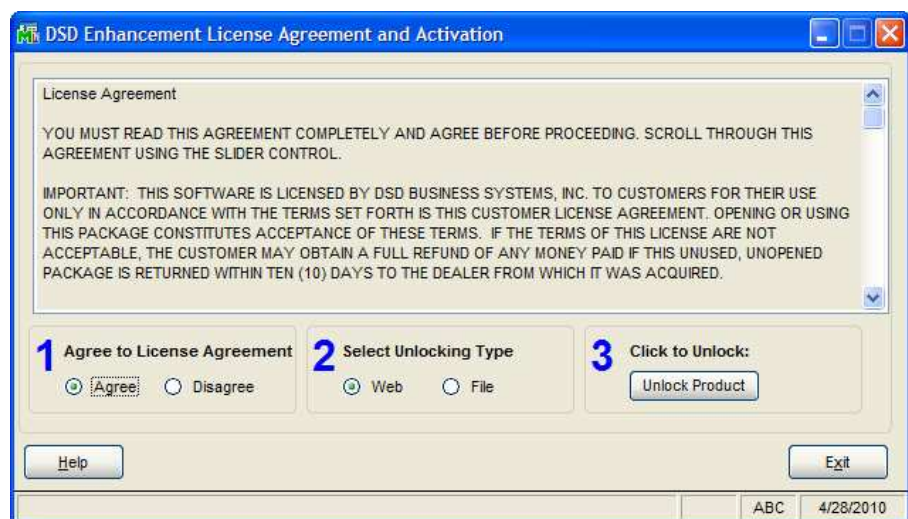 DSD Enhancement License Agreement and Activation
License Agreement
YOU MUST READ THIS AGREEMENT COMPLETELY AND AGREE BEFORE PROCEEDING. SCROLL THROUGH THIS
AGREEMENT USING THE SLIDER CONTROL.
IMPORTANT: THIS SOFTWARE IS LICENSED BY DSD BUSINESS SYSTEMS, INC. TO CUSTOMERS FOR THEIR USE
ONLY IN ACCORDANCE WITH THE TERMS SET FORTH IS THIS CUSTOMER LICENSE AGREEMENT. OPENING OR USING
THIS PACKAGE CONSTITUTES ACCEPTANCE OF THESE TERMS. IF THE TERMS OF THIS LICENSE ARE NOT
ACCEPTABLE, THE CUSTOMER MAY OBTAIN A FULL REFUND OF ANY MONEY PAID IF THIS UNUSED, UNOPENED
PACKAGE IS RETURNED WITHIN TEN (10) DAYS TO THE DEALER FROM WHICH IT WAS ACQUIRED.
1 Agree to License Agreement
Agree Disagree
2 Select Unlocking Type
Web File
3 Click to Unlock:
Unlock Product
Help Exit
ABC 4/28/2010